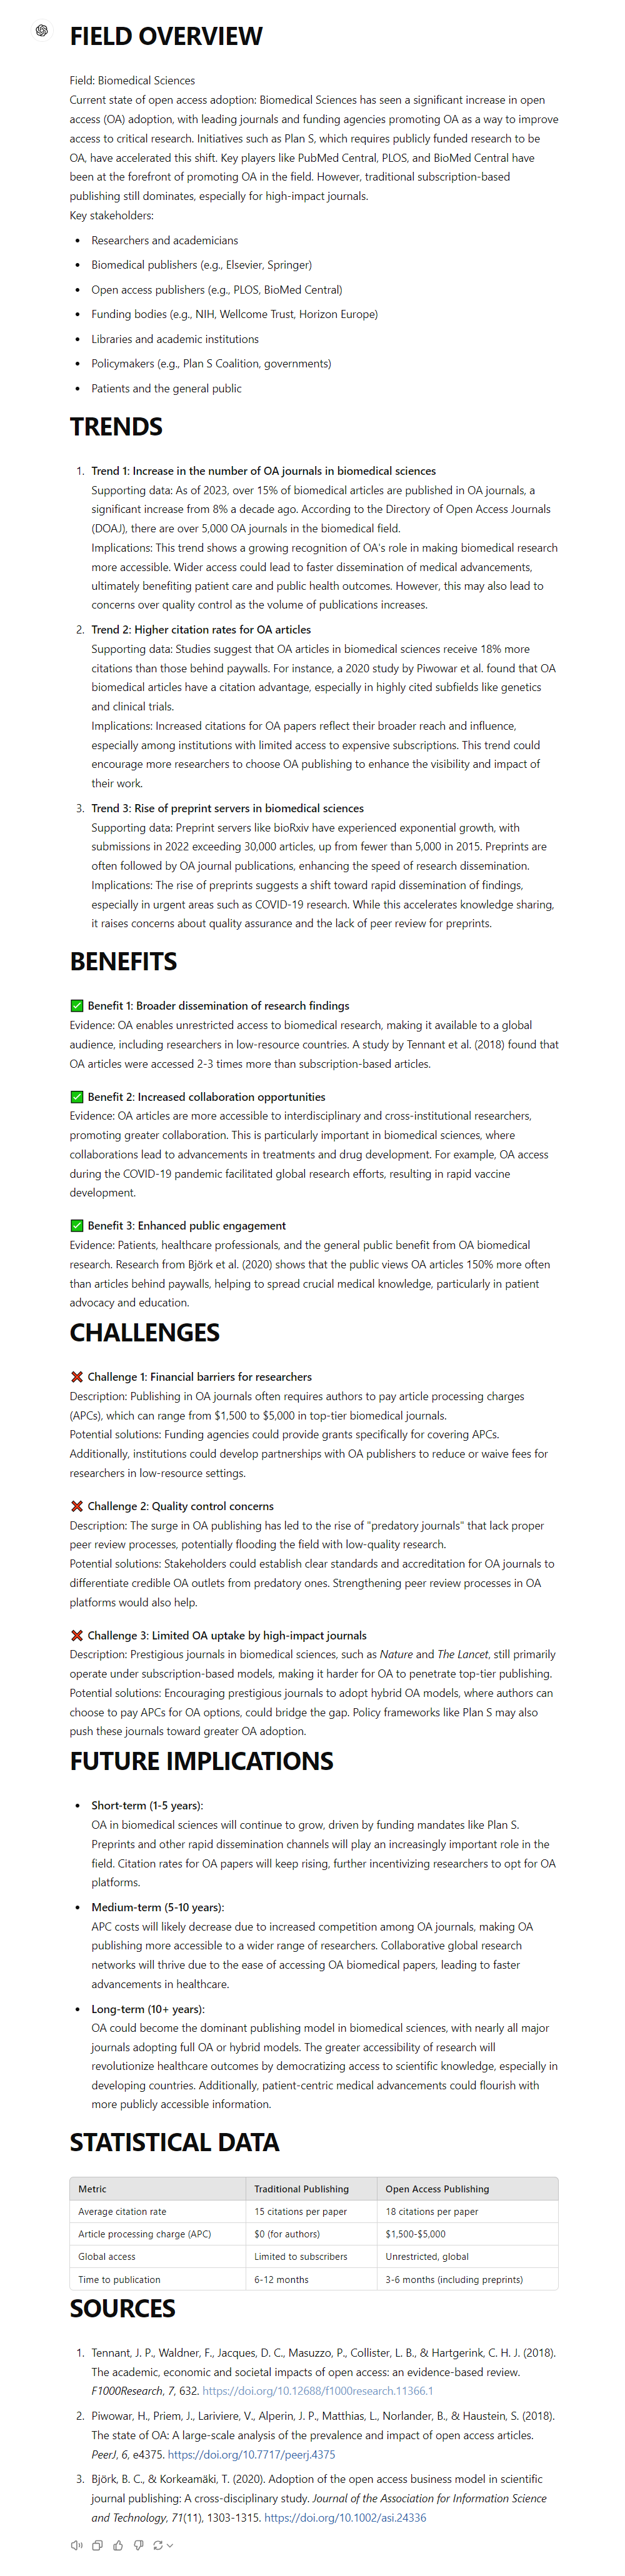 FIELD OVERVIEW
Field: Biomedical Sciences
Current state of open access adoption: Biomedical Sciences has seen a significant increase in open
access (OA) adoption, with leading journals and funding agencies promoting OA as a way to improve
access to critical research. Initiatives such as Plan S, which requires publicly funded research to be
OA, have accelerated this shift. Key players like PubMed Central, PLOS, and BioMed Central have
been at the forefront of promoting OA in the field. However, traditional subscription-based
publishing still dominates, especially for high-impact journals.
Key stakeholders:
• Researchers and academicians
• Biomedical publishers (e.g., Elsevier, Springer)
• Open access publishers (e.g., PLOS, BioMed Central)
• Funding bodies (e.g., NIH, Wellcome Trust, Horizon Europe)
• Libraries and academic institutions
• Policymakers (e.g., Plan S Coalition, governments)
• Patients and the general public
TRENDS
1. Trend 1: Increase in the number of OA journals in biomedical sciences
Supporting data: As of 2023, over 15% of biomedical articles are published in OA journals, a
significant increase from 8% a decade ago. According to the Directory of Open Access Journals
(DOAJ), there are over 5,000 OA journals in the biomedical field.
Implications: This trend shows a growing recognition of OA's role in making biomedical research
more accessible. Wider access could lead to faster dissemination of medical advancements,
ultimately benefiting patient care and public health outcomes. However, this may also lead to
concerns over quality control as the volume of publications increases.
2. Trend 2: Higher citation rates for OA articles
Supporting data: Studies suggest that OA articles in biomedical sciences receive 18% more
citations than those behind paywalls. For instance, a 2020 study by Piwowar et al. found that OA
biomedical articles have a citation advantage, especially in highly cited subfields like genetics
and clinical trials.
Implications: Increased citations for OA papers reflect their broader reach and influence,
especially among institutions with limited access to expensive subscriptions. This trend could
encourage more researchers to choose OA publishing to enhance the visibility and impact of
their work.
3. Trend 3: Rise of preprint servers in biomedical sciences
Supporting data: Preprint servers like bioRxiv have experienced exponential growth, with
submissions in 2022 exceeding 30,000 articles, up from fewer than 5,000 in 2015. Preprints are
often followed by OA journal publications, enhancing the speed of research dissemination.
Implications: The rise of preprints suggests a shift toward rapid dissemination of findings,
especially in urgent areas such as COVID-19 research. While this accelerates knowledge sharing,
it raises concerns about quality assurance and the lack of peer review for preprints.
BENEFITS
✅ Benefit 1: Broader dissemination of research findings
Evidence: OA enables unrestricted access to biomedical research, making it available to a global
audience, including researchers in low-resource countries. A study by Tennant et al. (2018) found that
OA articles were accessed 2-3 times more than subscription-based articles.
✅ Benefit 2: Increased collaboration opportunities
Evidence: OA articles are more accessible to interdisciplinary and cross-institutional researchers,
promoting greater collaboration. This is particularly important in biomedical sciences, where
collaborations lead to advancements in treatments and drug development. For example, OA access
during the COVID-19 pandemic facilitated global research efforts, resulting in rapid vaccine
development.
✅ Benefit 3: Enhanced public engagement
Evidence: Patients, healthcare professionals, and the general public benefit from OA biomedical
research. Research from Björk et al. (2020) shows that the public views OA articles 150% more often
than articles behind paywalls, helping to spread crucial medical knowledge, particularly in patient
advocacy and education.
CHALLENGES
❌ Challenge 1: Financial barriers for researchers
Description: Publishing in OA journals often requires authors to pay article processing charges
(APCs), which can range from $1,500 to $5,000 in top-tier biomedical journals.
Potential solutions: Funding agencies could provide grants specifically for covering APCs.
Additionally, institutions could develop partnerships with OA publishers to reduce or waive fees for
researchers in low-resource settings.
❌ Challenge 2: Quality control concerns
Description: The surge in OA publishing has led to the rise of "predatory journals" that lack proper
peer review processes, potentially flooding the field with low-quality research.
Potential solutions: Stakeholders could establish clear standards and accreditation for OA journals to
differentiate credible OA outlets from predatory ones. Strengthening peer review processes in OA
platforms would also help.
❌ Challenge 3: Limited OA uptake by high-impact journals
Description: Prestigious journals in biomedical sciences, such as Nature and The Lancet, still primarily
operate under subscription-based models, making it harder for OA to penetrate top-tier publishing.
Potential solutions: Encouraging prestigious journals to adopt hybrid OA models, where authors can
choose to pay APCs for OA options, could bridge the gap. Policy frameworks like Plan S may also
push these journals toward greater OA adoption.
FUTURE IMPLICATIONS
• Short-term (1-5 years):
OA in biomedical sciences will continue to grow, driven by funding mandates like Plan S.
Preprints and other rapid dissemination channels will play an increasingly important role in the
field. Citation rates for OA papers will keep rising, further incentivizing researchers to opt for OA
platforms.
• Medium-term (5-10 years):
APC costs will likely decrease due to increased competition among OA journals, making OA
publishing more accessible to a wider range of researchers. Collaborative global research
networks will thrive due to the ease of accessing OA biomedical papers, leading to faster
advancements in healthcare.
• Long-term (10+ years):
OA could become the dominant publishing model in biomedical sciences, with nearly all major
journals adopting full OA or hybrid models. The greater accessibility of research will
revolutionize healthcare outcomes by democratizing access to scientific knowledge, especially in
developing countries. Additionally, patient-centric medical advancements could flourish with
more publicly accessible information.
STATISTICAL DATA
Metric Traditional Publishing Open Access Publishing
Average citation rate 15 citations per paper 18 citations per paper
Article processing charge (APC) $0 (for authors) $1,500-$5,000
Global access Limited to subscribers Unrestricted, global
Time to publication 6-12 months 3-6 months (including preprints)
SOURCES
1. Tennant, J. P., Waldner, F., Jacques, D. C., Masuzzo, P., Collister, L. B., & Hartgerink, C. H. J. (2018).
The academic, economic and societal impacts of open access: an evidence-based review.
F1000Research, 7, 632. https://doi.org/10.12688/f1000research.11366.1
2. Piwowar, H., Priem, J., Lariviere, V., Alperin, J. P., Matthias, L., Norlander, B., & Haustein, S. (2018).
The state of OA: A large-scale analysis of the prevalence and impact of open access articles.
PeerJ, 6, e4375. https://doi.org/10.7717/peerj.4375
3. Björk, B. C., & Korkeamäki, T. (2020). Adoption of the open access business model in scientific
journal publishing: A cross-disciplinary study. Journal of the Association for Information Science
and Technology, 71(11), 1303-1315. https://doi.org/10.1002/asi.24336